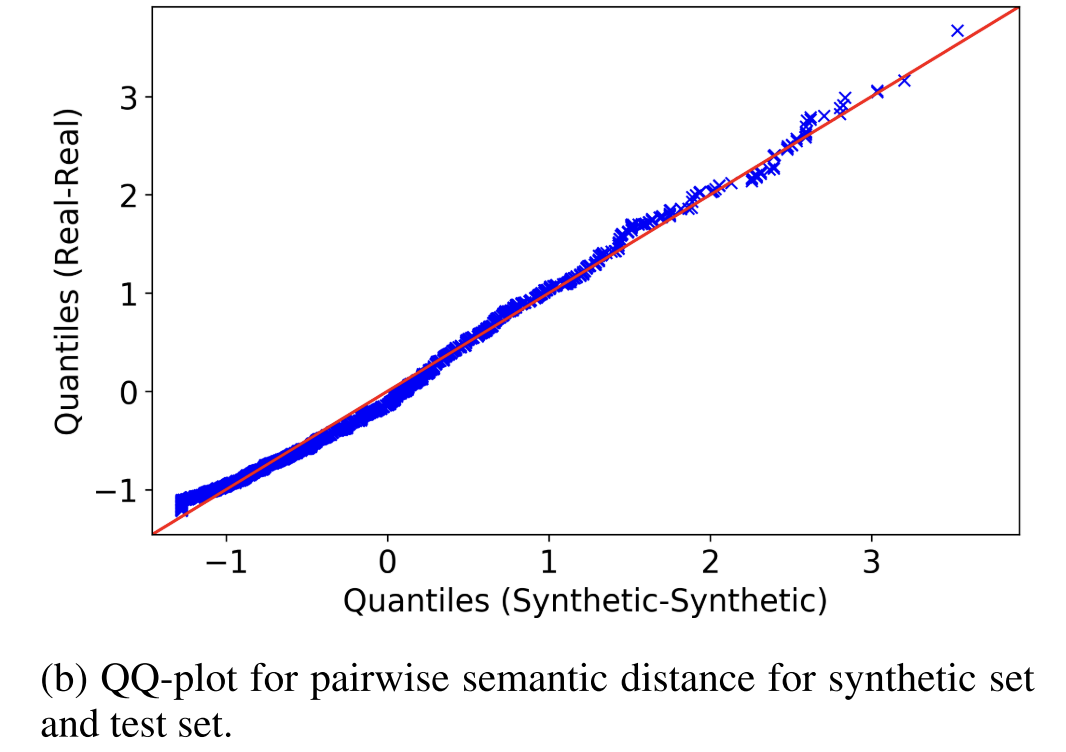 3
2
1
0
−1
Quantiles (Real-Real)
−1 0 1 2 3
Quantiles (Synthetic-Synthetic)
(b) QQ-plot for pairwise semantic distance for synthetic set
and test set.